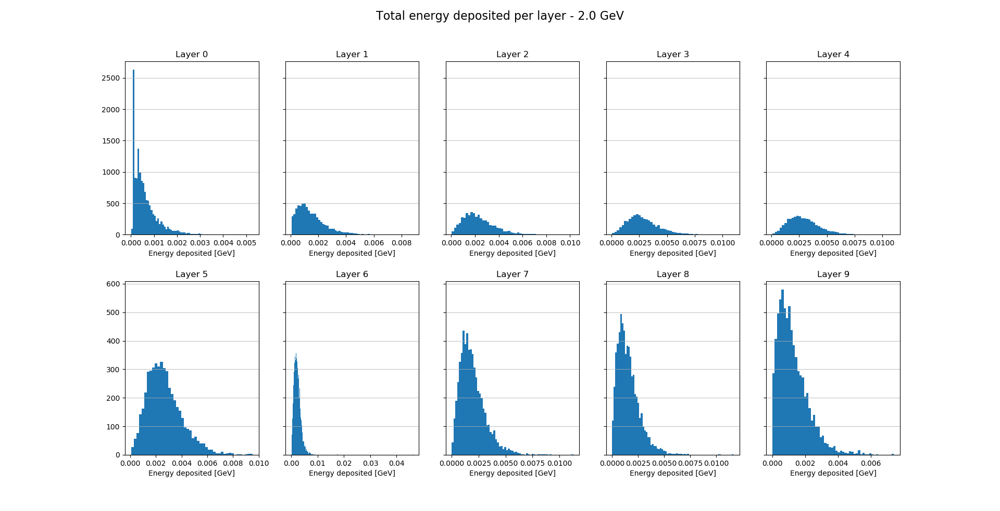 Total energy deposited per layer - 2.0 GeV
Layer 0 Layer 1 Layer 2 Layer 3 Layer 4
2500
2000
1500
1000
500
0
0.000 0.001 0.002 0.003 0.004 0.005 0.000 0.002 0.004 0.006 0.008 0.000 0.002 0.004 0.006 0.008 0.010 0.0000 0.0025 0.0050 0.0075 0.0100 0.0000 0.0025 0.0050 0.0075 0.0100
Energy deposited [GeV] Energy deposited [GeV] Energy deposited [GeV] Energy deposited [GeV] Energy deposited [GeV]
Layer 5 Layer 6 Layer 7 Layer 8 Layer 9
600
500
400
300
200
100
0
0.000 0.002 0.004 0.006 0.008 0.010 0.00 0.01 0.02 0.03 0.04 0.0000 0.0025 0.0050 0.0075 0.0100 0.0000 0.0025 0.0050 0.0075 0.0100 0.000 0.002 0.004 0.006
Energy deposited [GeV] Energy deposited [GeV] Energy deposited [GeV] Energy deposited [GeV] Energy deposited [GeV]